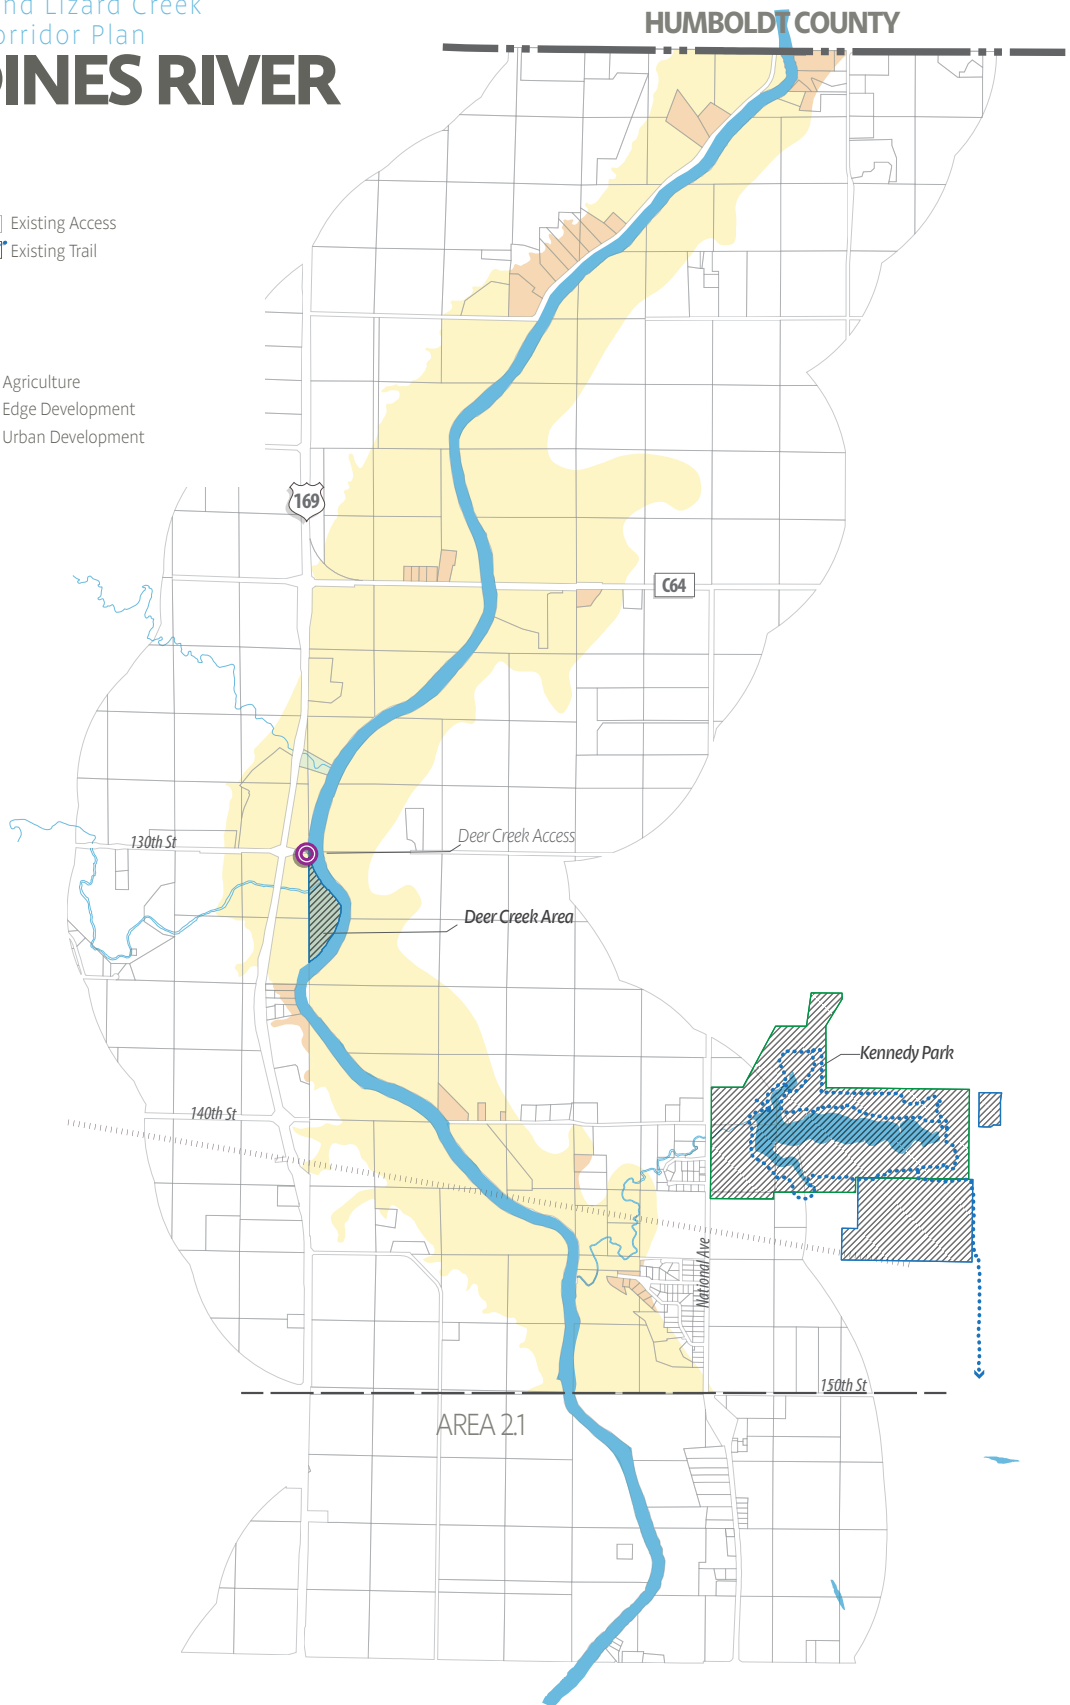 nd Lizard Creek
orridor Plan
OINES RIVER
HUMBOLDT COUNTY
Existing Access
Existing Trail
Agriculture
Edge Development
Urban Development
169
C64
130th St
Deer Creek Access
Deer Creek Area
Kennedy Park
140th St
National Ave
150th St
AREA 2.1